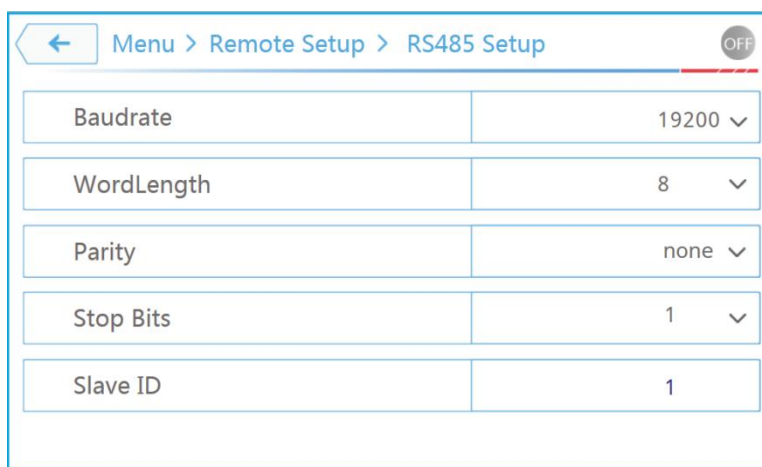 Menu > Remote Setup > RS485 Setup OFF
Baudrate 19200
WordLength 8
Parity none
Stop Bits 1
Slave ID 1